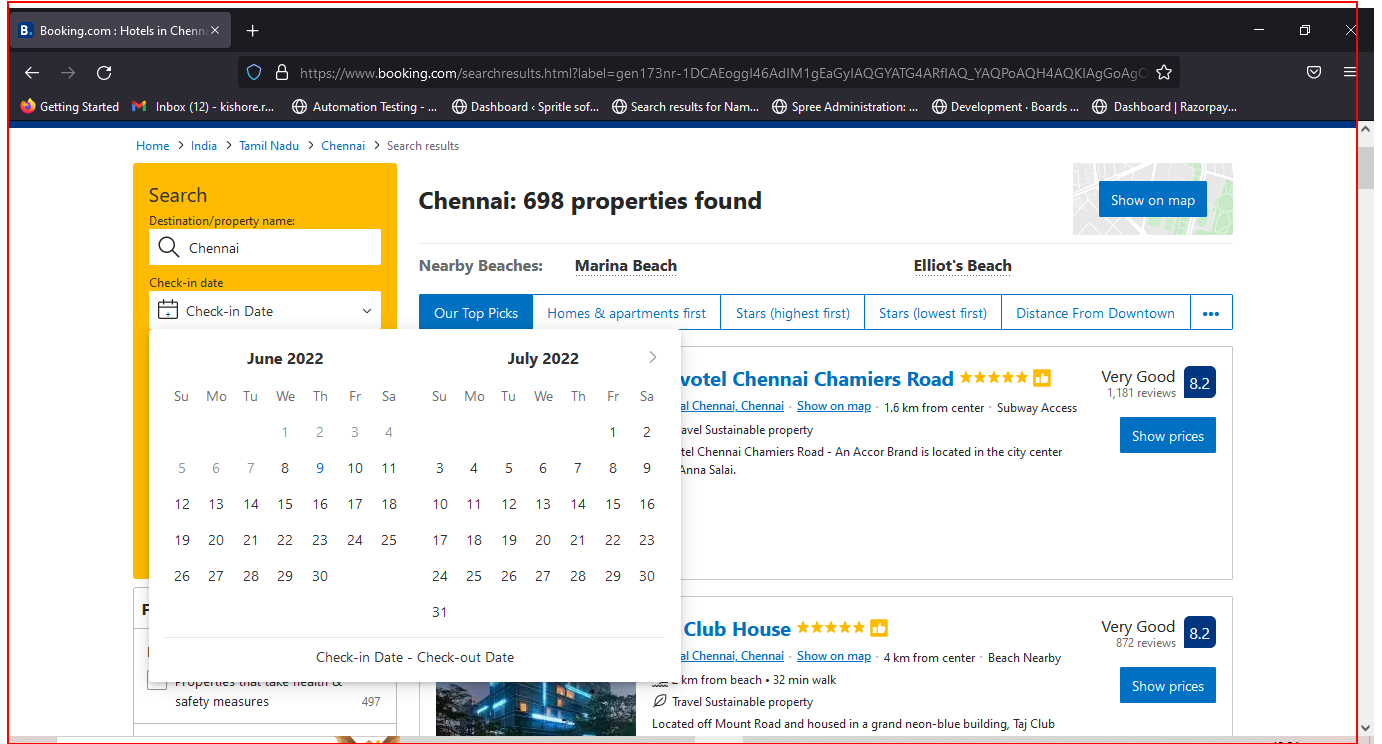 Booking.com : Hotels in Chenn
https://www.booking.com/searchresults.html?label=
Getting Started Inbox (12) - kishore.r... Automation Testing - ... Dashboard ‹ Spritle sof... Search results for Nam... Spree Administration: ... Development · Boards ... Dashboard | Razorpay...
Home > India > Tamil Nadu > Chennai > Search results
Search
Destination/property name:
Chennai
Check-in date
Check-in Date
June 2022
Su Mo Tu We Th Fr Sa
1 2 3 4
5 6 7 8 9 10 11
12 13 14 15 16 17 18
19 20 21 22 23 24 25
26 27 28 29 30
July 2022
Su Mo Tu We Th Fr Sa
1 2
3 4 5 6 7 8 9
10 11 12 13 14 15 16
17 18 19 20 21 22 23
24 25 26 27 28 29 30
31
Check-in Date - Check-out Date
Properties that take health &
safety measures 497
Chennai: 698 properties found
Show on map
Nearby Beaches: Marina Beach Elliot's Beach
Our Top Picks Homes & apartments first Stars (highest first) Stars (lowest first) Distance From Downtown •••
votel Chennai Chamiers Road
Very Good 8.2
1,181 reviews
al Chennai, Chennai · Show on map · 1.6 km from center · Subway Access
avel Sustainable property
Show prices
tel Chennai Chamiers Road - An Accor Brand is located in the city center
Anna Salai.
Club House
Very Good 8.2
872 reviews
al Chennai, Chennai · Show on map · 4 km from center · Beach Nearby
km from beach • 32 min walk
Travel Sustainable property
Show prices
Located off Mount Road and housed in a grand neon-blue building, Taj Club